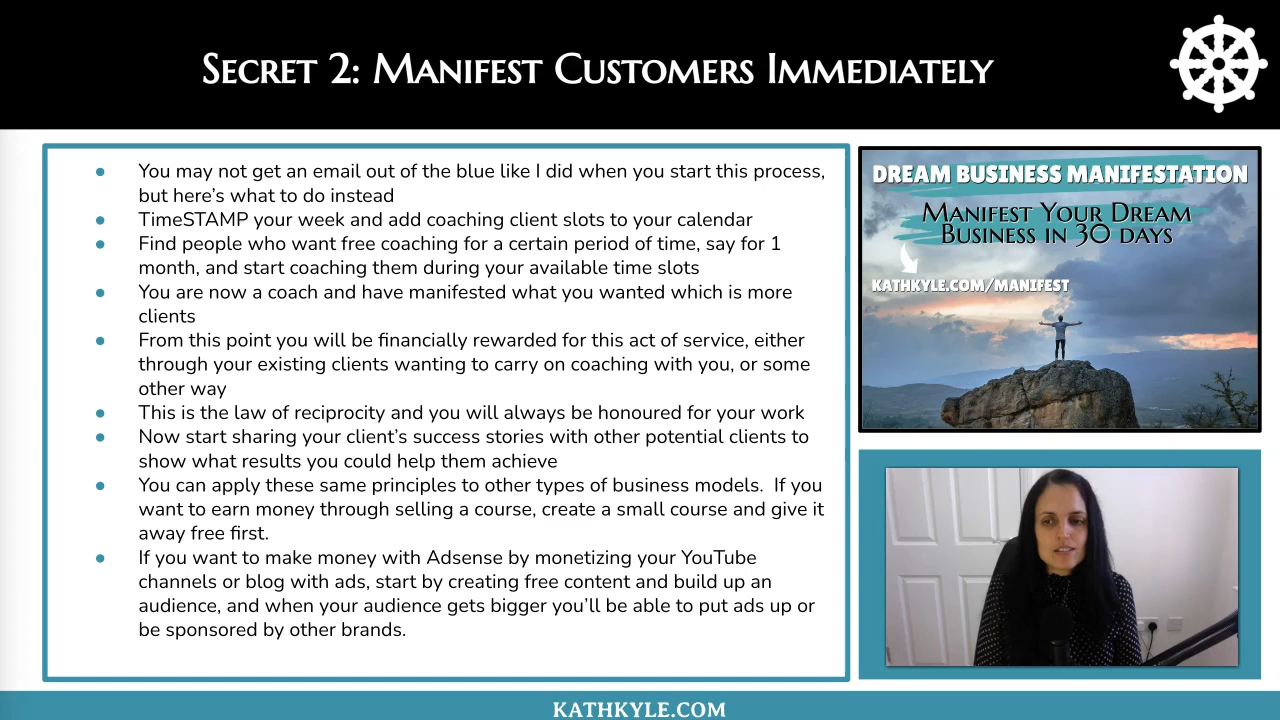 Secret 2: Manifest Customers Immediately
● You may not get an email out of the blue like I did when you start this process,
but here’s what to do instead
● TimeSTAMP your week and add coaching client slots to your calendar
● Find people who want free coaching for a certain period of time, say for 1
month, and start coaching them during your available time slots
● You are now a coach and have manifested what you wanted which is more
clients
● From this point you will be financially rewarded for this act of service, either
through your existing clients wanting to carry on coaching with you, or some
other way
● This is the law of reciprocity and you will always be honoured for your work
● Now start sharing your client’s success stories with other potential clients to
show what results you could help them achieve
● You can apply these same principles to other types of business models.  If you
want to earn money through selling a course, create a small course and give it
away free first.
● If you want to make money with Adsense by monetizing your YouTube
channels or blog with ads, start by creating free content and build up an
audience, and when your audience gets bigger you’ll be able to put ads up or
be sponsored by other brands.
DREAM BUSINESS MANIFESTATION
Manifest Your Dream
Business in 30 days
KATHKYLE.COM/MANIFEST
KATHKYLE.COM